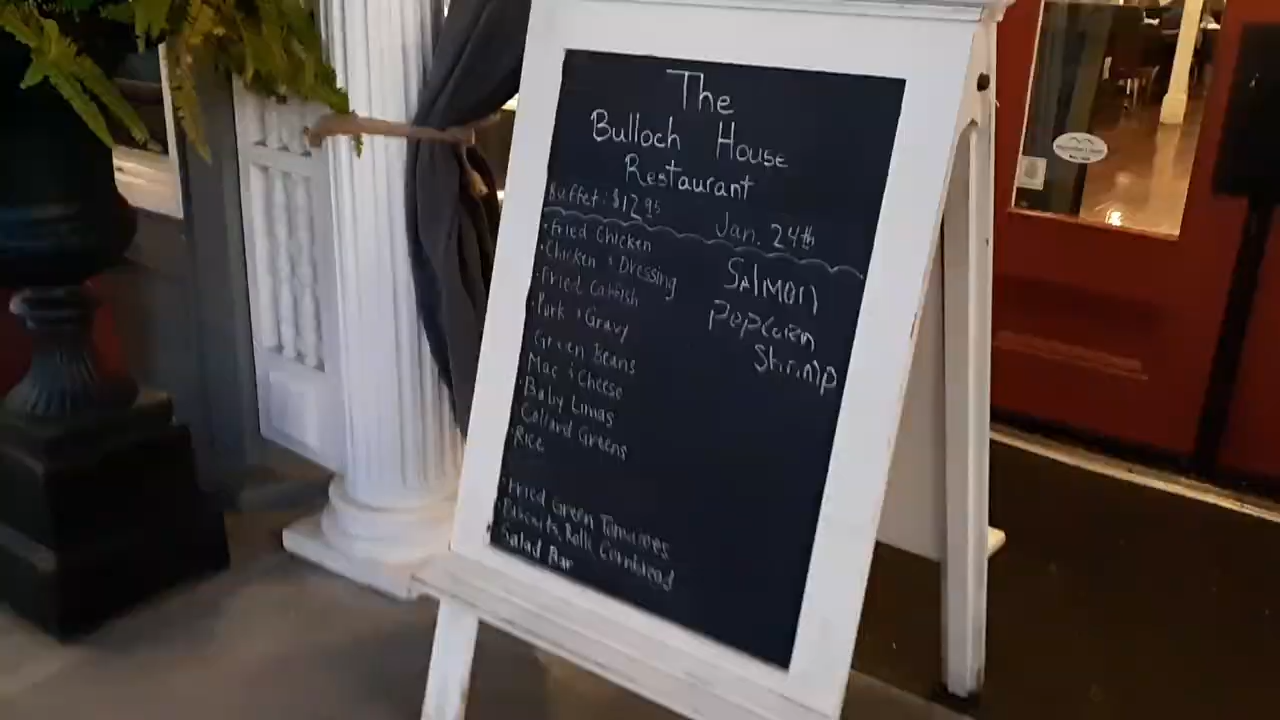 The
Bulloch House
Restaurant
Buffet: $12.95
Jan. 24th
• Fried Chicken
• Chicken & Dressing
• Fried Catfish
• Pork & Gravy
Green Beans
Mac & Cheese
• Baby Limas
• Collard Greens
• Rice
• Fried Green Tomatoes
• Biscuits, Rolls, Cornbread
• Salad Bar
SALMON
POPCORN
Shrimp